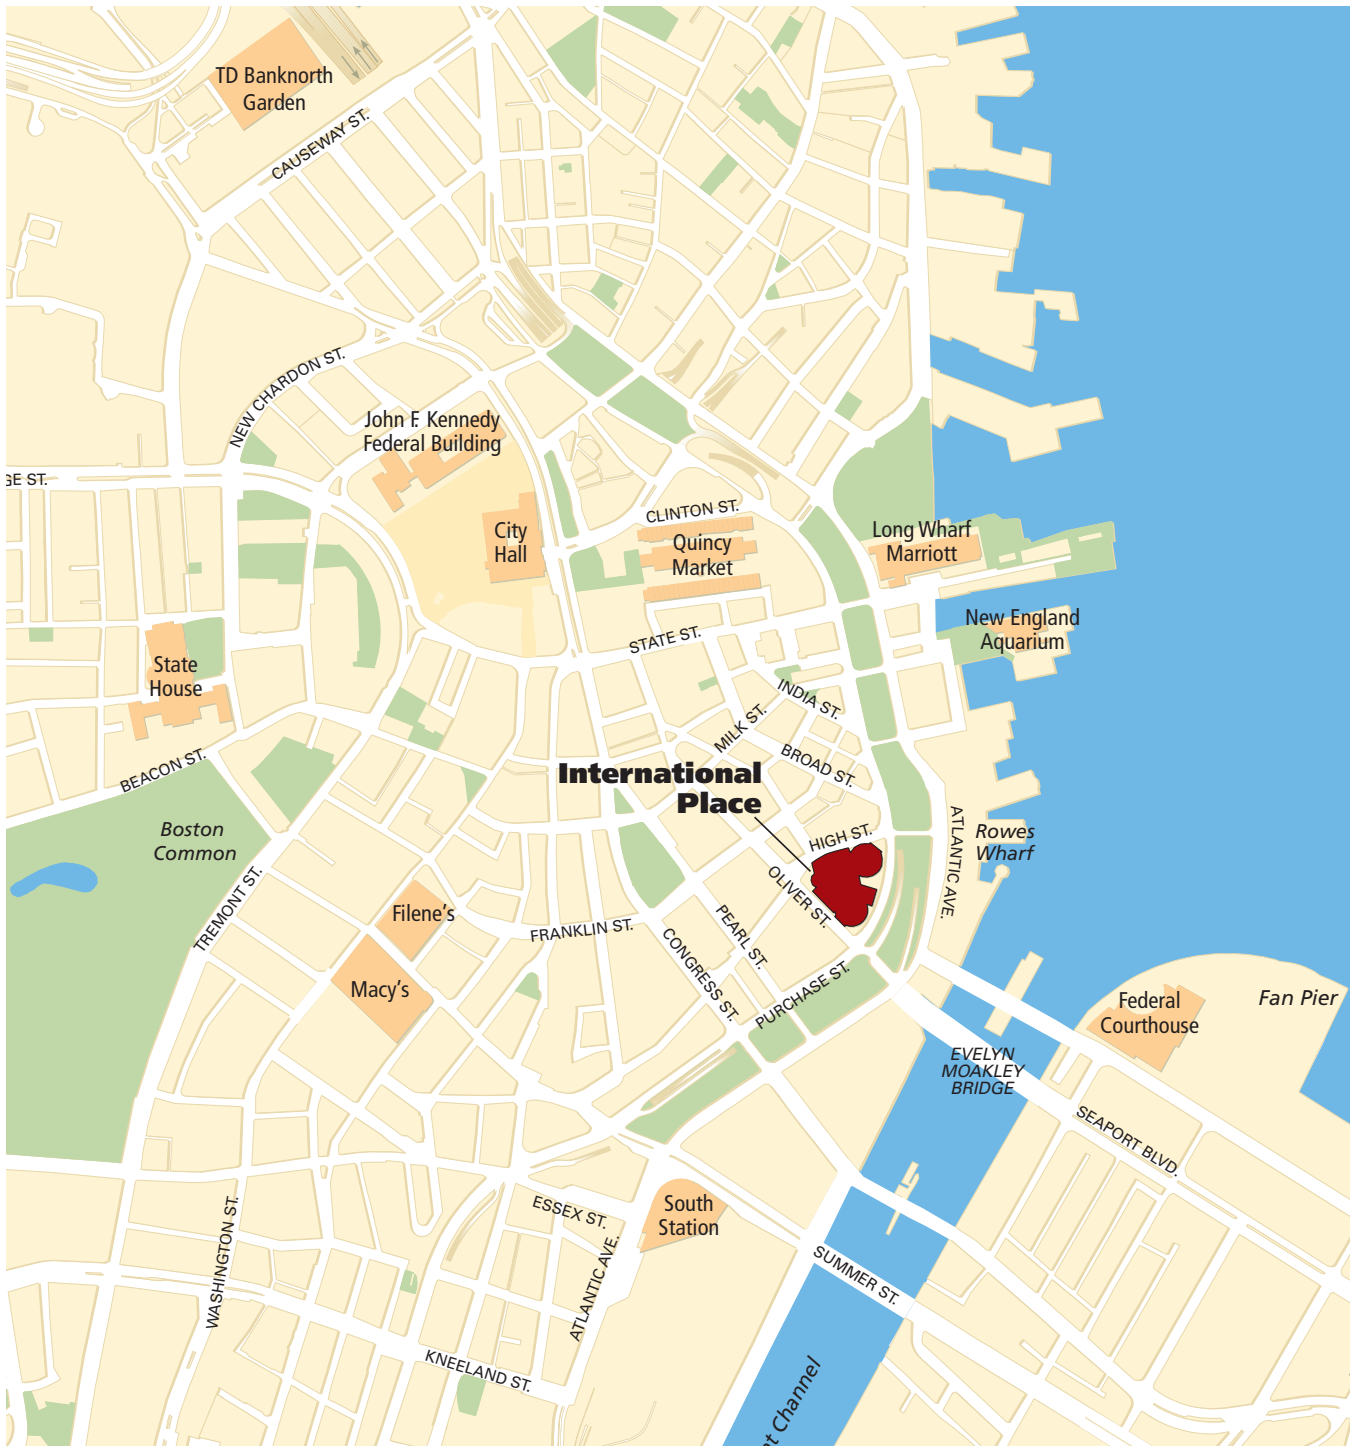 TD Banknorth
Garden
CAUSEWAY ST.
NEW CHARDON ST.
John F. Kennedy
Federal Building
GE ST.
City
Hall
CLINTON ST.
Quincy
Market
Long Wharf
Marriott
New England
Aquarium
STATE ST.
State
House
INDIA ST.
MILK ST.
BROAD ST.
BEACON ST.
International
Place
Boston
Common
HIGH ST.
ATLANTIC AVE.
Rowes
Wharf
OLIVER ST.
TREMONT ST.
Filene's
FRANKLIN ST.
PEARL ST.
CONGRESS ST.
Macy's
PURCHASE ST.
Federal
Courthouse
Fan Pier
EVELYN
MOAKLEY
BRIDGE
SEAPORT BLVD.
South
Station
ESSEX ST.
WASHINGTON ST.
ATLANTIC AVE.
SUMMER ST.
KNEELAND ST.
nt Channel